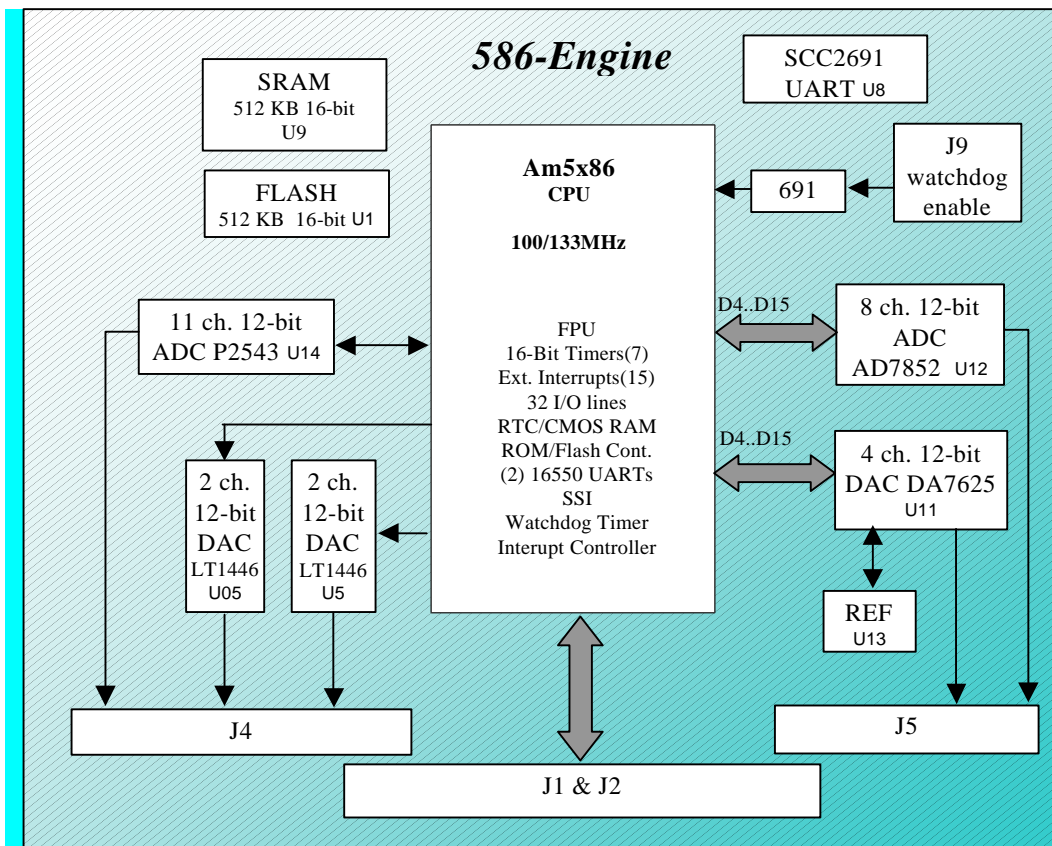 586-Engine
SCC2691
UART U8
SRAM
512 KB 16-bit
U9
FLASH
512 KB 16-bit U1
Am5x86
CPU
100/133MHz
FPU
16-Bit Timers(7)
Ext. Interrupts(15)
32 I/O lines
RTC/CMOS RAM
ROM/Flash Cont.
(2) 16550 UARTs
SSI
Watchdog Timer
Interupt Controller
691
J9
watchdog
enable
11 ch. 12-bit
ADC P2543 U14
D4..D15
8 ch. 12-bit
ADC
AD7852 U12
2 ch.
12-bit
DAC
LT1446
U05
2 ch.
12-bit
DAC
LT1446
U5
D4..D15
4 ch. 12-bit
DAC DA7625
U11
REF
U13
J4
J5
J1 & J2